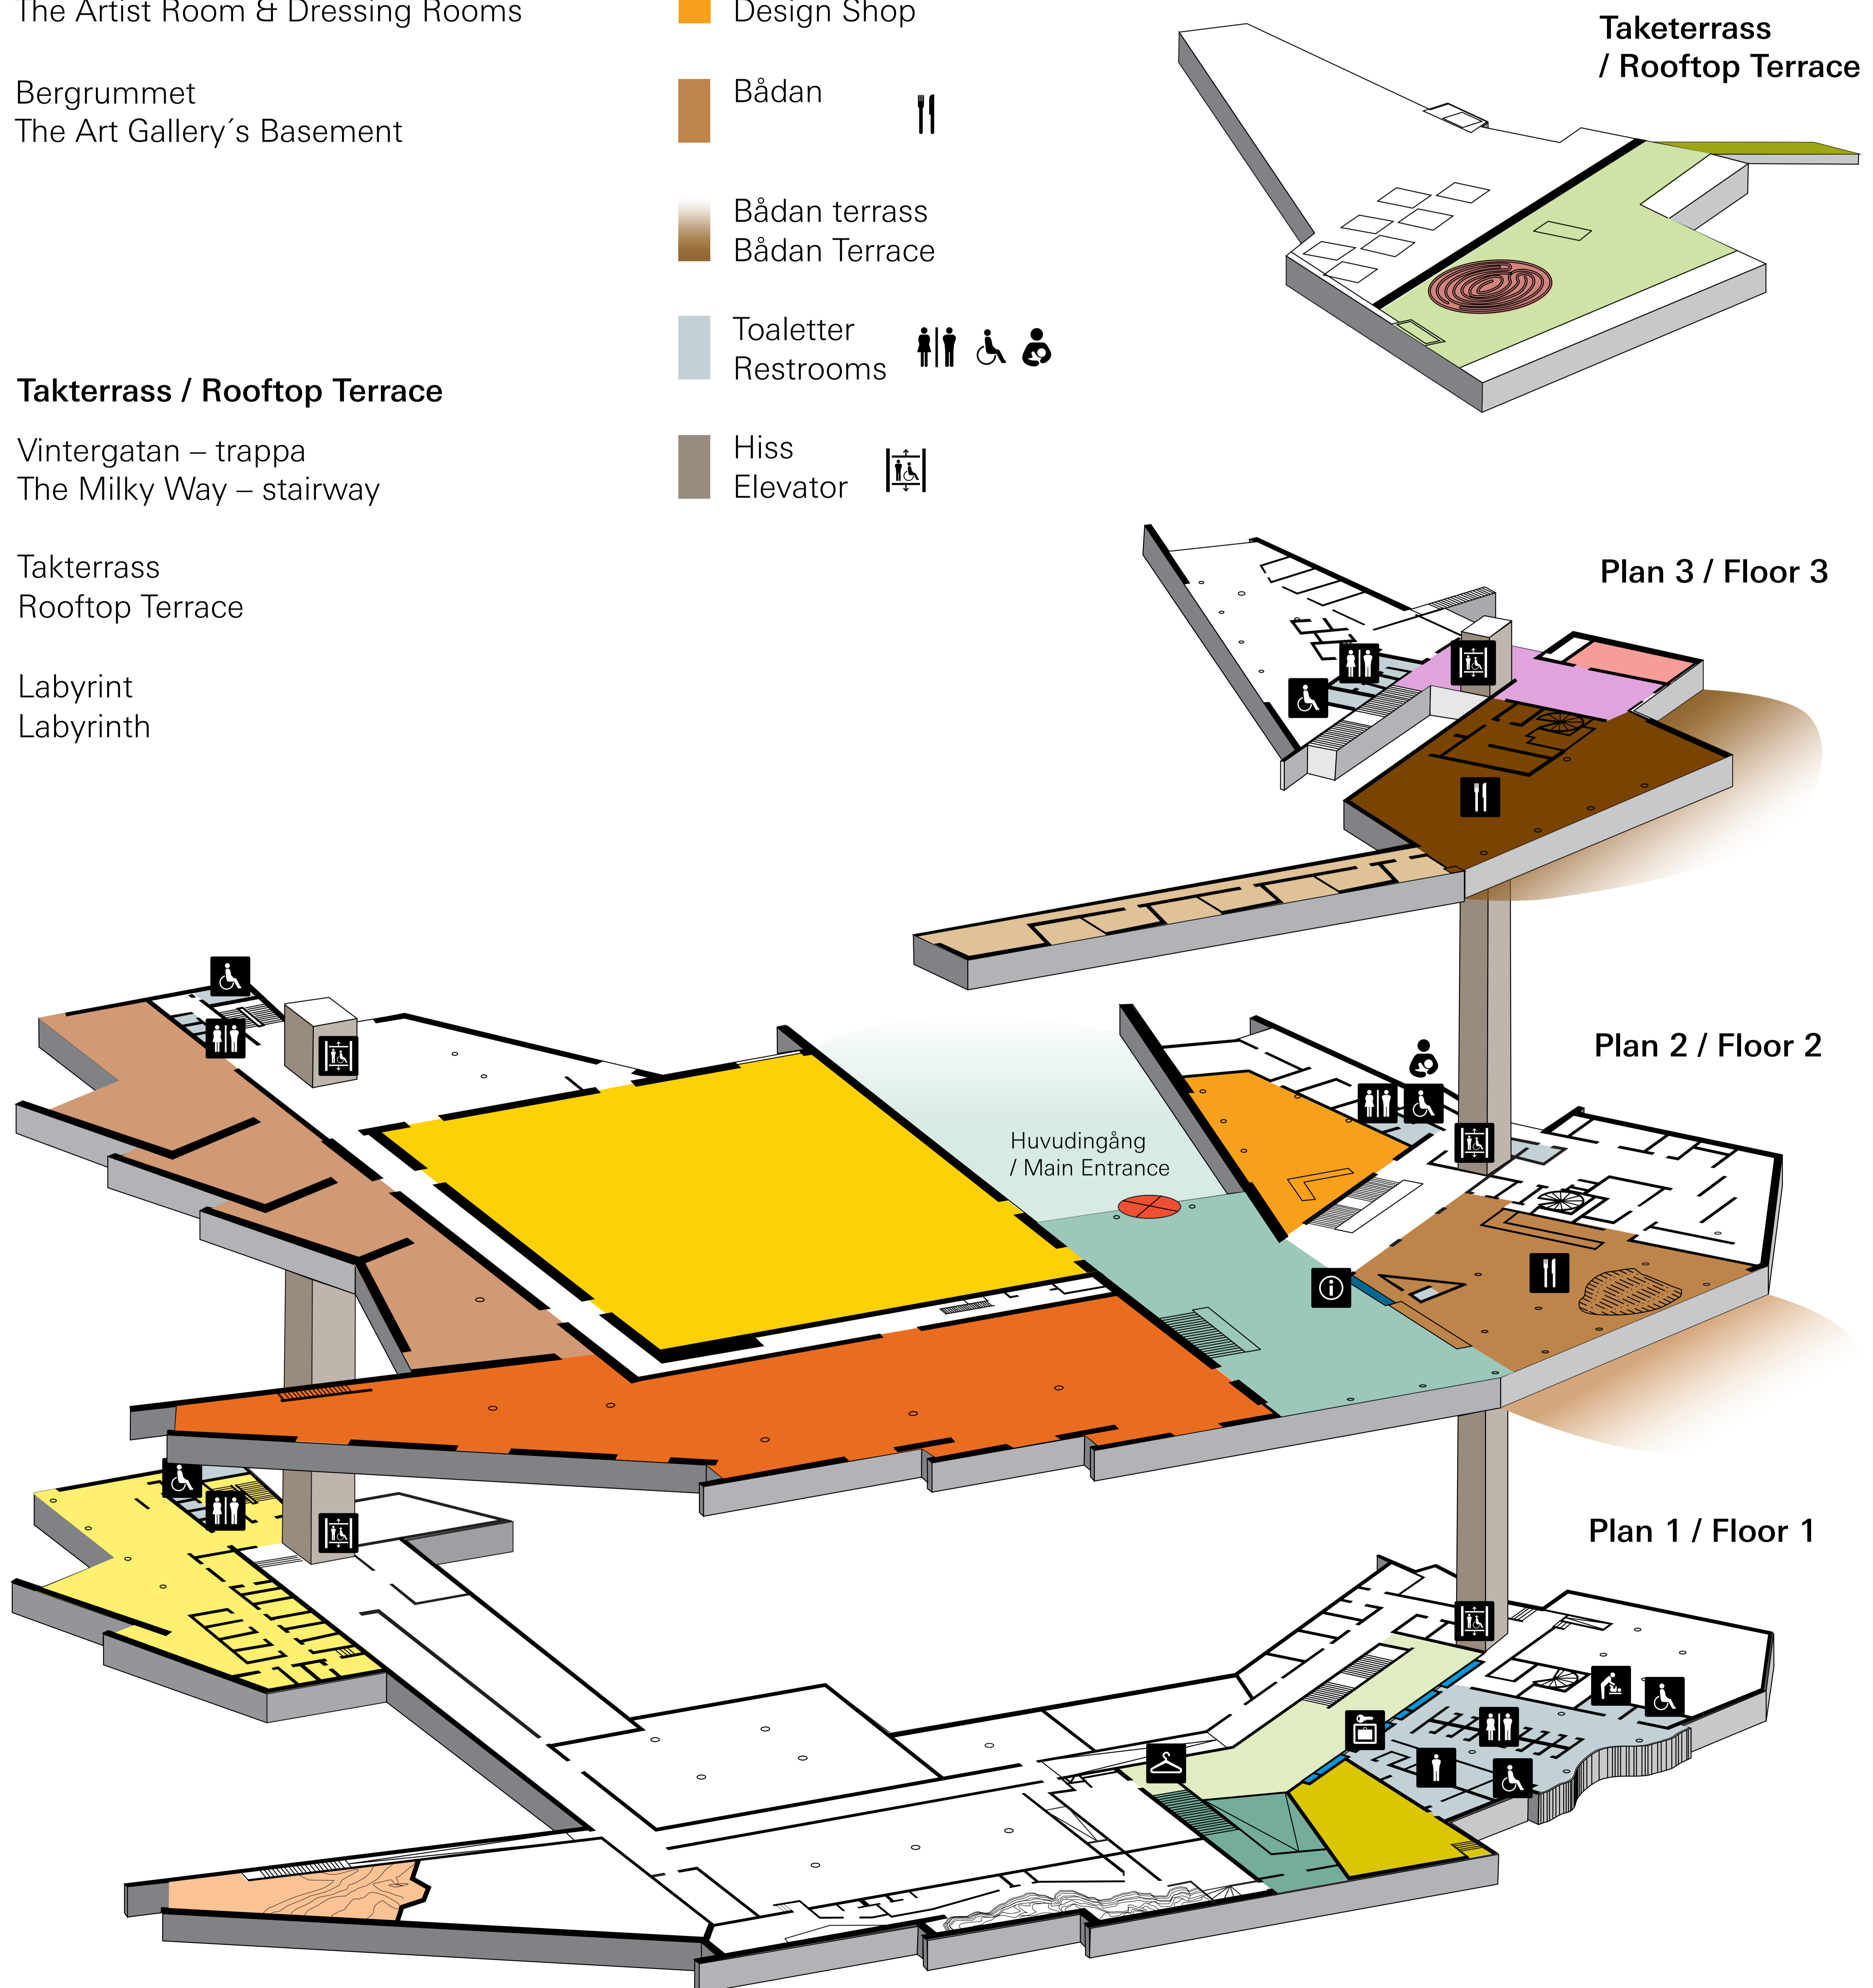 The Artist Room & Dressing Rooms
Bergrummet
The Art Gallery´s Basement
Takterrass / Rooftop Terrace
Vintergatan – trappa
The Milky Way – stairway
Takterrass
Rooftop Terrace
Labyrint
Labyrinth
Design Shop
Bådan
Bådan terrass
Bådan Terrace
Toaletter
Restrooms
Hiss
Elevator
Taketerrass
/ Rooftop Terrace
Plan 3 / Floor 3
Plan 2 / Floor 2
Huvudingång
/ Main Entrance
Plan 1 / Floor 1